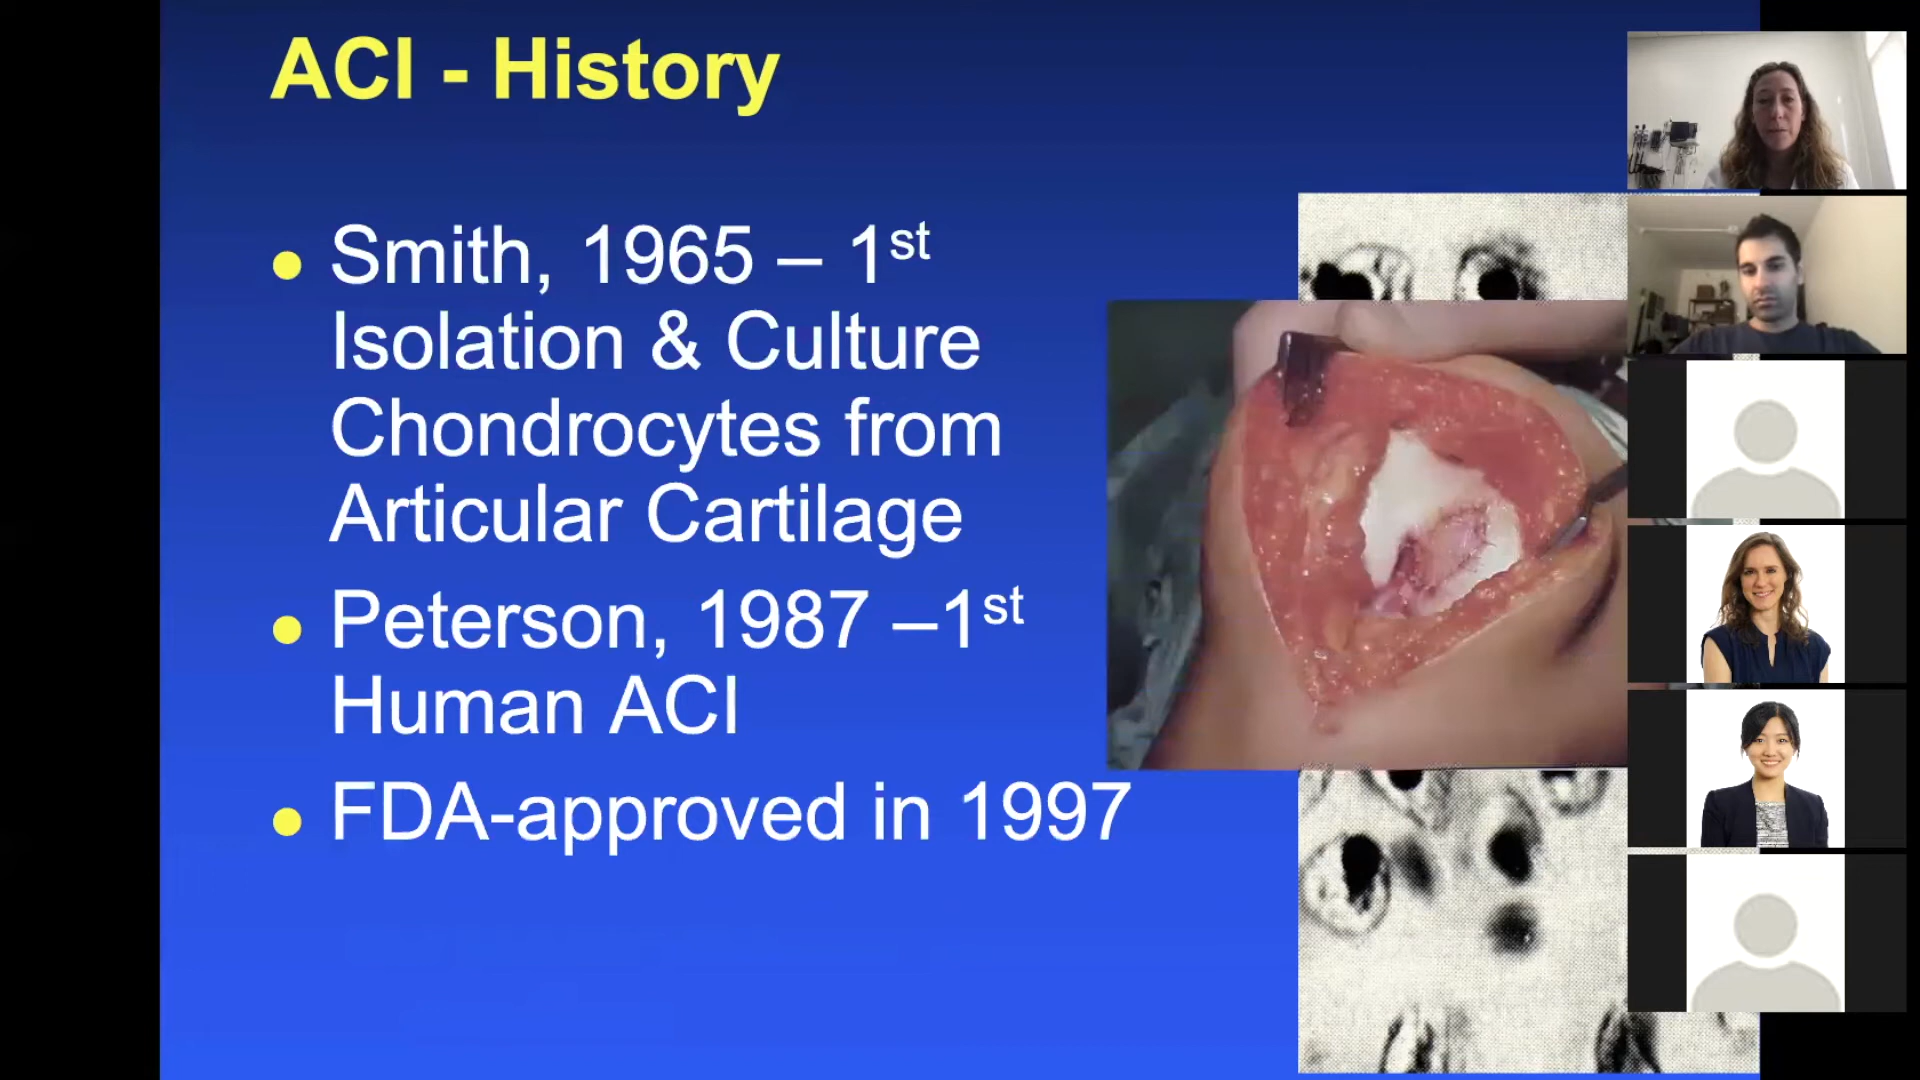 ACI - History
Smith, 1965 – 1st
Isolation & Culture
Chondrocytes from
Articular Cartilage
Peterson, 1987 –1st
Human ACI
FDA-approved in 1997